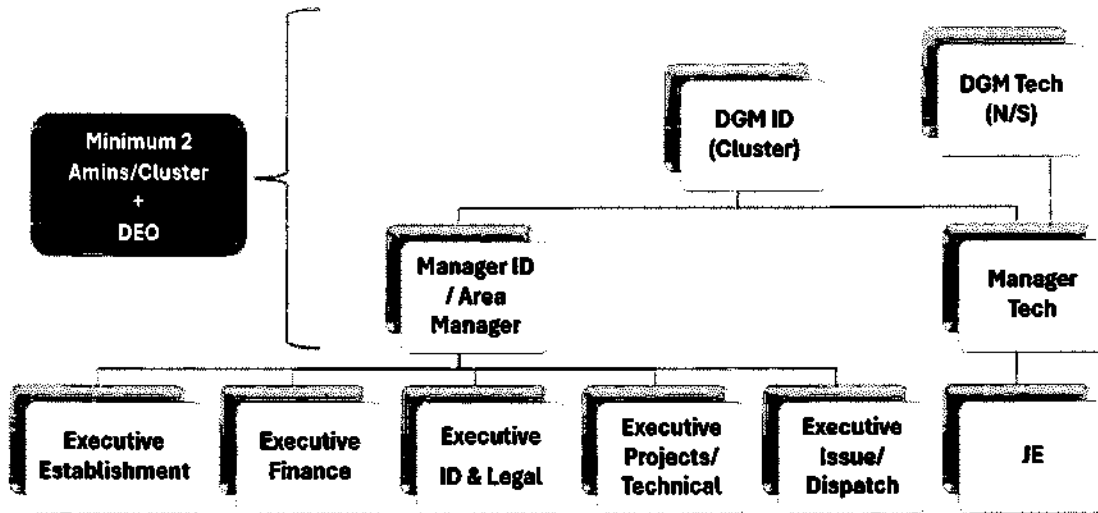 Minimum 2
Amins/Cluster
+
DEO
DGM ID
(Cluster)
DGM Tech
(N/S)
Manager ID
/ Area
Manager
Manager
Tech
Executive
Establishment
Executive
Finance
Executive
ID & Legal
Executive
Projects/
Technical
Executive
Issue/
Dispatch
JE